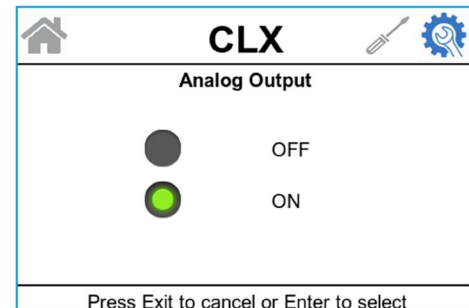 CLX
Analog Output
OFF
ON
Press Exit to cancel or Enter to select